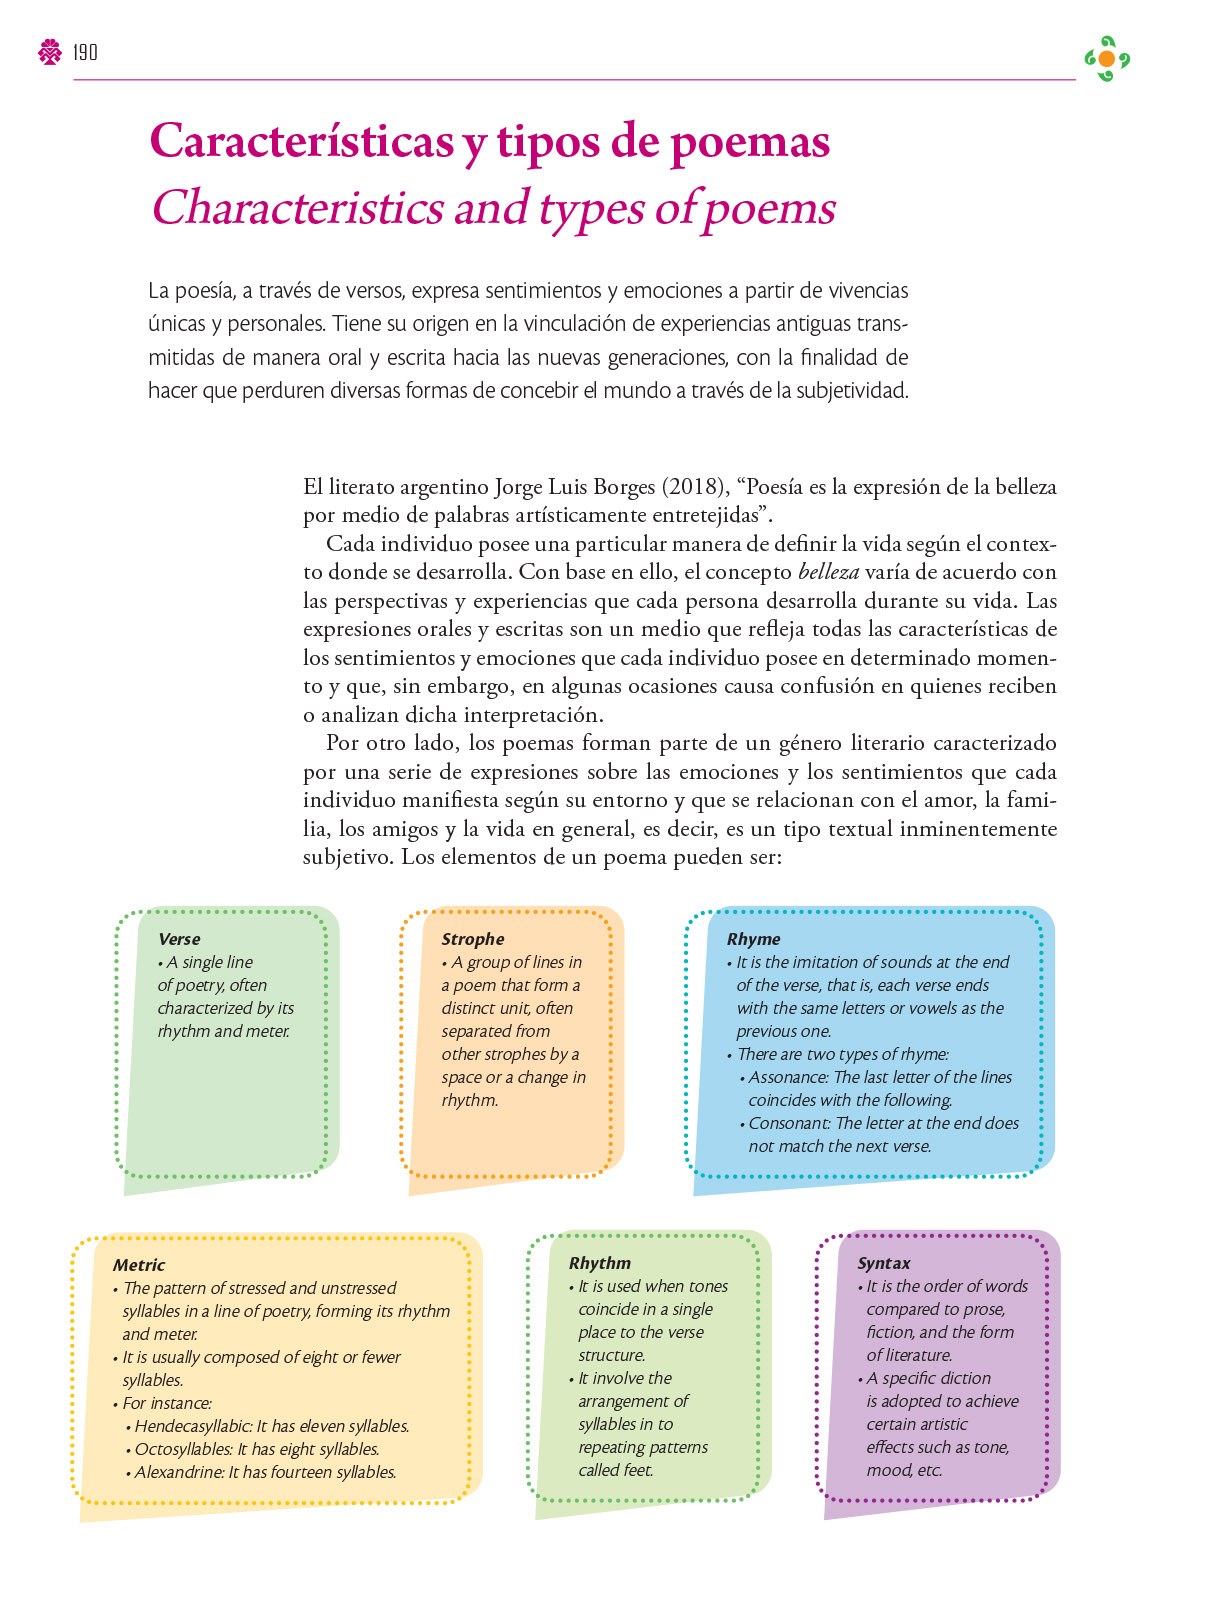 190
Características y tipos de poemas
Characteristics and types of poems
La poesía, a través de versos, expresa sentimientos y emociones a partir de vivencias
únicas y personales. Tiene su origen en la vinculación de experiencias antiguas trans-
mitidas de manera oral y escrita hacia las nuevas generaciones, con la finalidad de
hacer que perduren diversas formas de concebir el mundo a través de la subjetividad.
El literato argentino Jorge Luis Borges (2018), “Poesía es la expresión de la belleza
por medio de palabras artísticamente entretejidas”.
Cada individuo posee una particular manera de definir la vida según el contex-
to donde se desarrolla. Con base en ello, el concepto belleza varía de acuerdo con
las perspectivas y experiencias que cada persona desarrolla durante su vida. Las
expresiones orales y escritas son un medio que refleja todas las características de
los sentimientos y emociones que cada individuo posee en determinado momen-
to y que, sin embargo, en algunas ocasiones causa confusión en quienes reciben
o analizan dicha interpretación.
Por otro lado, los poemas forman parte de un género literario caracterizado
por una serie de expresiones sobre las emociones y los sentimientos que cada
individuo manifiesta según su entorno y que se relacionan con el amor, la fami-
lia, los amigos y la vida en general, es decir, es un tipo textual inminentemente
subjetivo. Los elementos de un poema pueden ser:
Verse
• A single line
of poetry, often
characterized by its
rhythm and meter.
Strophe
• A group of lines in
a poem that form a
distinct unit, often
separated from
other strophes by a
space or a change in
rhythm.
Rhyme
• It is the imitation of sounds at the end
of the verse, that is, each verse ends
with the same letters or vowels as the
previous one.
• There are two types of rhyme:
• Assonance: The last letter of the lines
coincides with the following.
• Consonant: The letter at the end does
not match the next verse.
Metric
• The pattern of stressed and unstressed
syllables in a line of poetry, forming its rhythm
and meter.
• It is usually composed of eight or fewer
syllables.
• For instance:
• Hendecasyllabic: It has eleven syllables.
• Octosyllables: It has eight syllables.
• Alexandrine: It has fourteen syllables.
Rhythm
• It is used when tones
coincide in a single
place to the verse
structure.
• It involve the
arrangement of
syllables in to
repeating patterns
called feet.
Syntax
• It is the order of words
compared to prose,
fiction, and the form
of literature.
• A specific diction
is adopted to achieve
certain artistic
effects such as tone,
mood, etc.